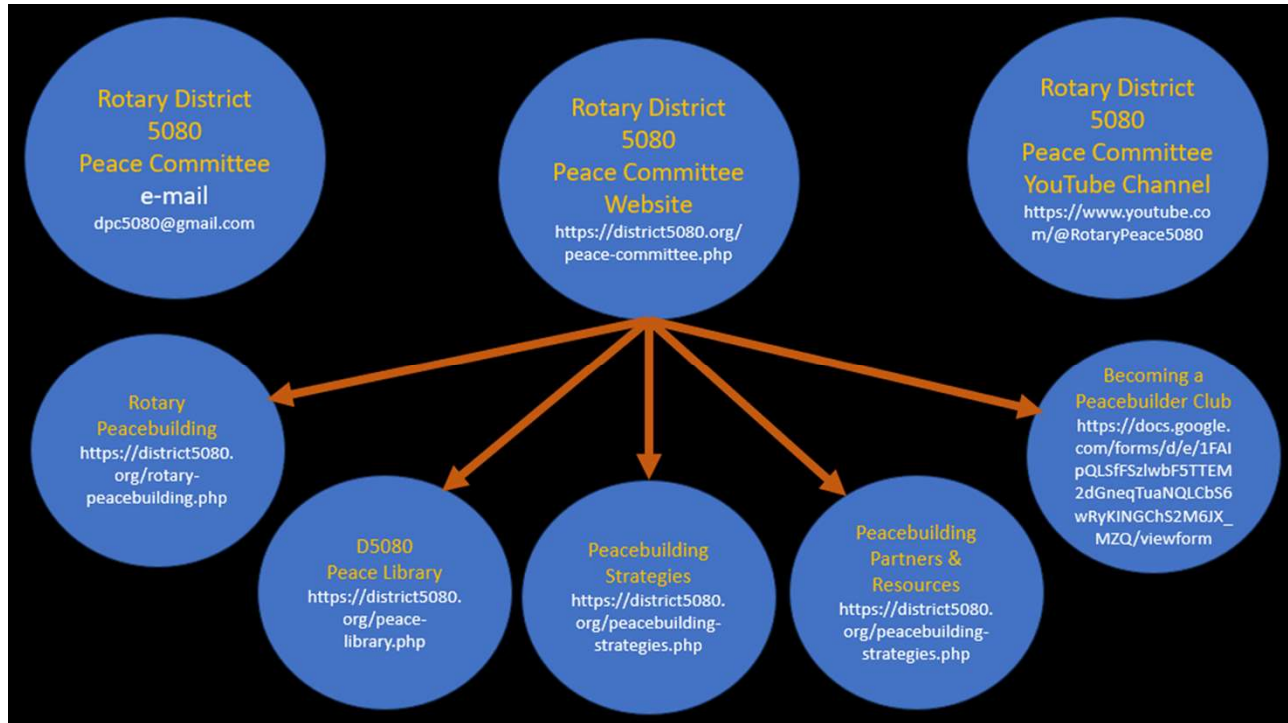 Rotary District
5080
Peace Committee
e-mail
dpc5080@gmail.com
Rotary District
5080
Peace Committee
Website
https://district5080.org/
peace-committee.php
Rotary District
5080
Peace Committee
YouTube Channel
https://www.youtube.co
m/@RotaryPeace5080
Rotary
Peacebuilding
https://district5080.
org/rotary-
peacebuilding.php
D5080
Peace Library
https://district5080.
org/peace-
library.php
Peacebuilding
Strategies
https://district5080.
org/peacebuilding-
strategies.php
Peacebuilding
Partners &
Resources
https://district5080.
org/peacebuilding-
strategies.php
Becoming a
Peacebuilder Club
https://docs.google.
com/forms/d/e/1FAI
pQLSfFSzlwbF5TTEM
2dGneqTuaNQLCbS6
wRyKINGChS2M6JX_
MZQ/viewform